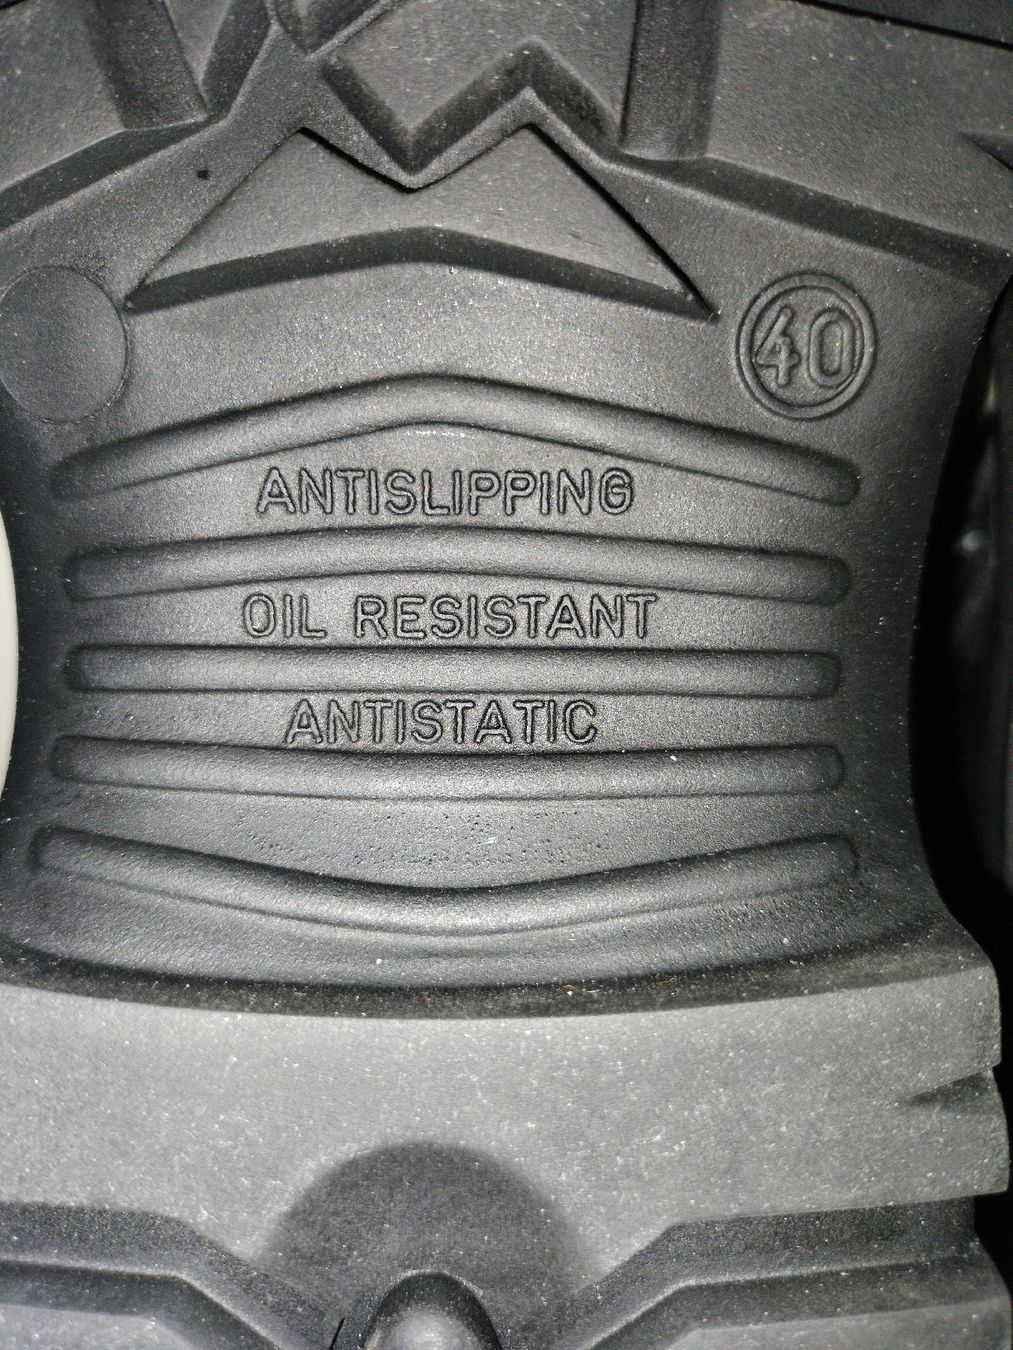 40
ANTISLIPPING
OIL RESISTANT
ANTISTATIC